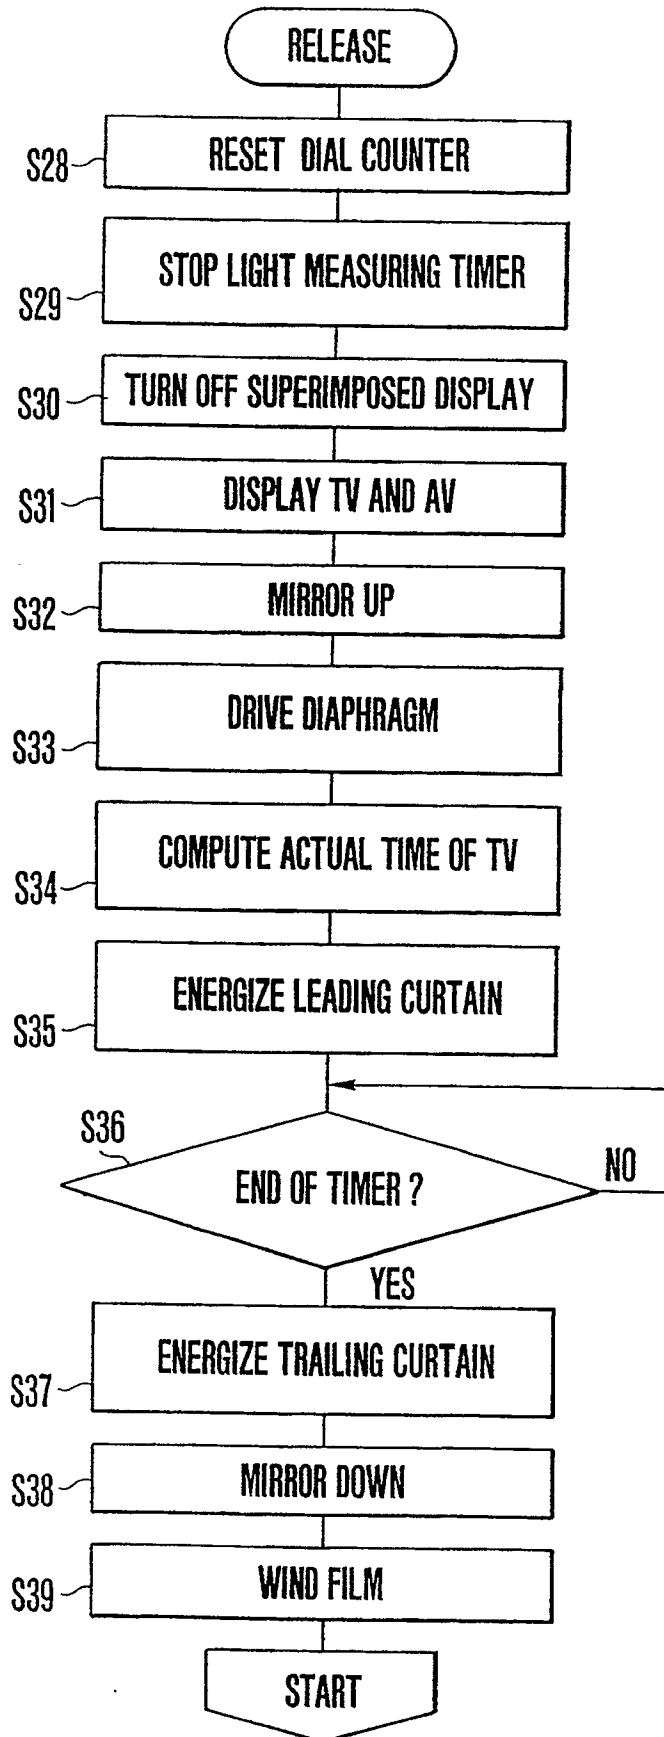 RELEASE
S28
RESET DIAL COUNTER
S29
STOP LIGHT MEASURING TIMER
S30
TURN OFF SUPERIMPOSED DISPLAY
S31
DISPLAY TV AND AV
S32
MIRROR UP
S33
DRIVE DIAPHRAGM
S34
COMPUTE ACTUAL TIME OF TV
S35
ENERGIZE LEADING CURTAIN
S36
END OF TIMER ?
NO
YES
S37
ENERGIZE TRAILING CURTAIN
S38
MIRROR DOWN
S39
WIND FILM
START